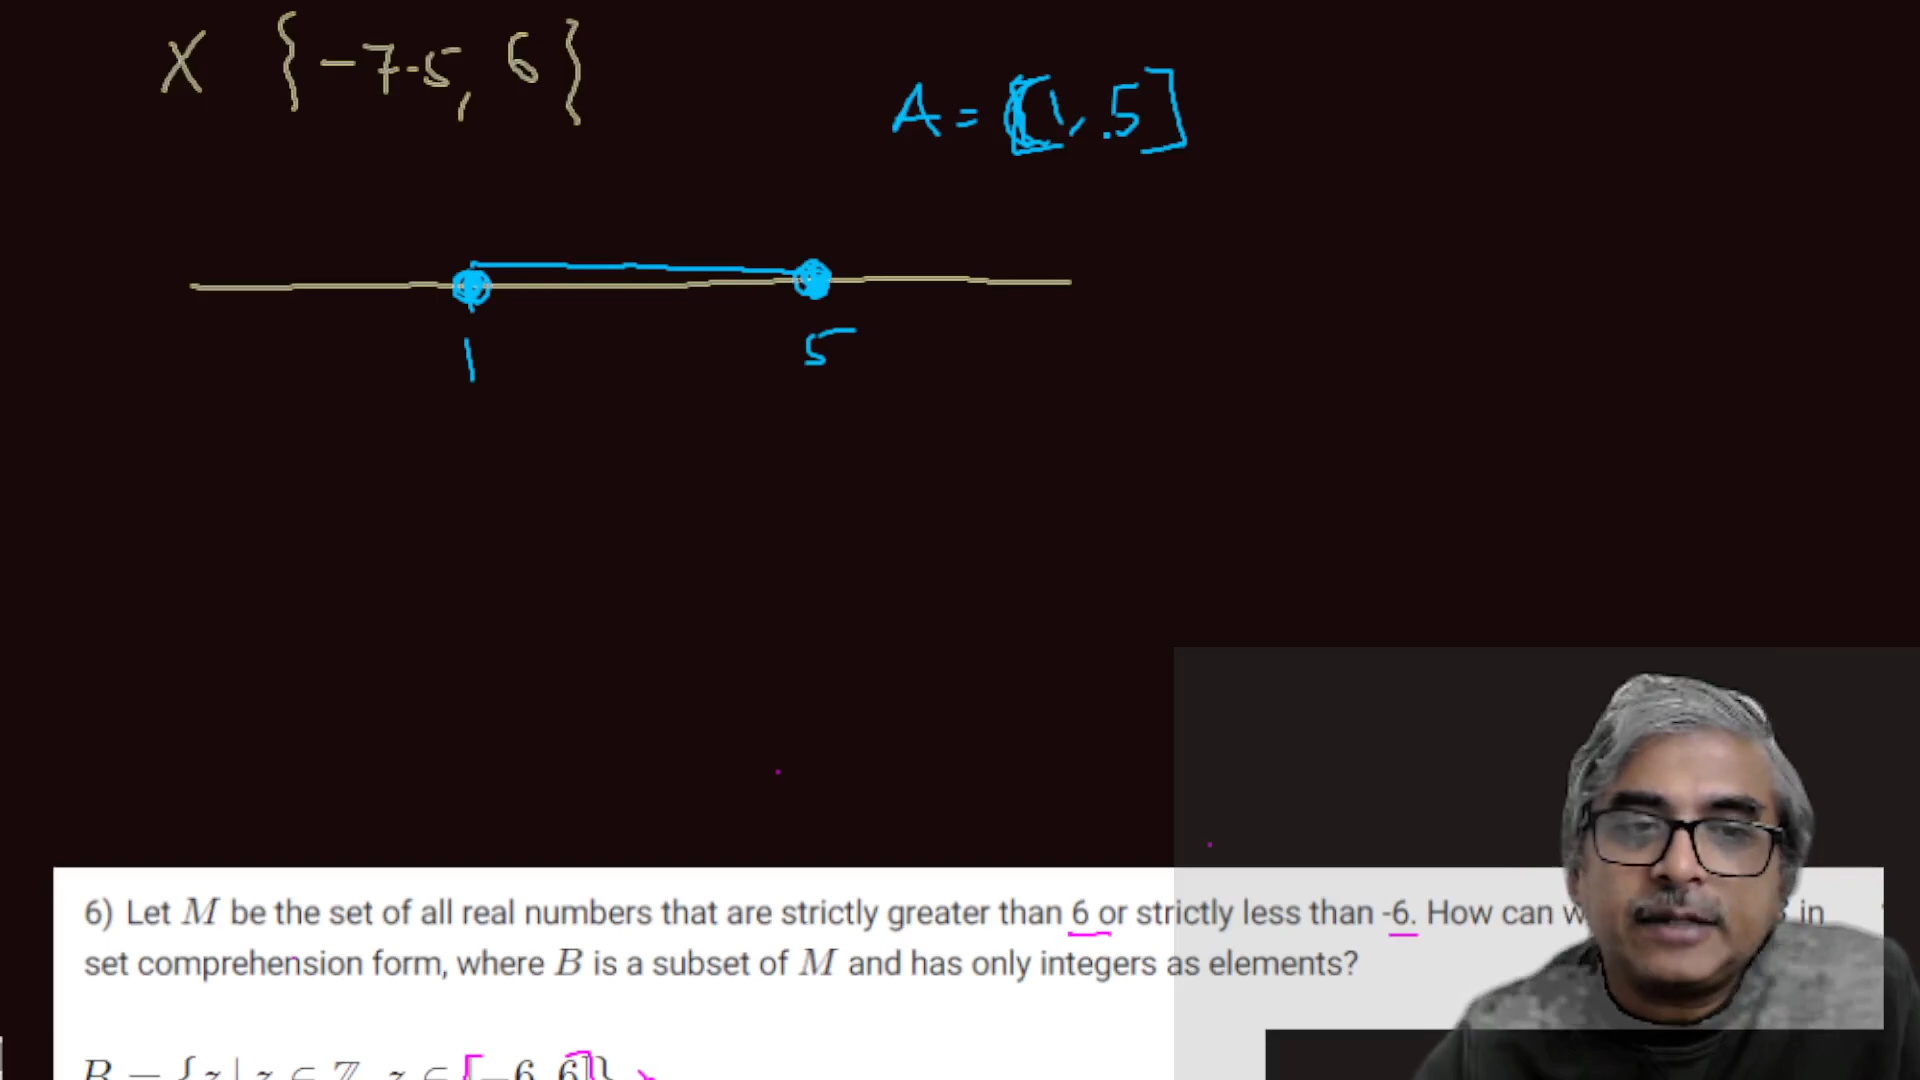 X { -7.5, 6 }
A = [1, 5]
1
5
6) Let M be the set of all real numbers that are strictly greater than 6 or strictly less than -6. How can in
set comprehension form, where B is a subset of M and has only integers as elements?
B = { z | z ∈ ℤ, z ∈ [−6, 6] }